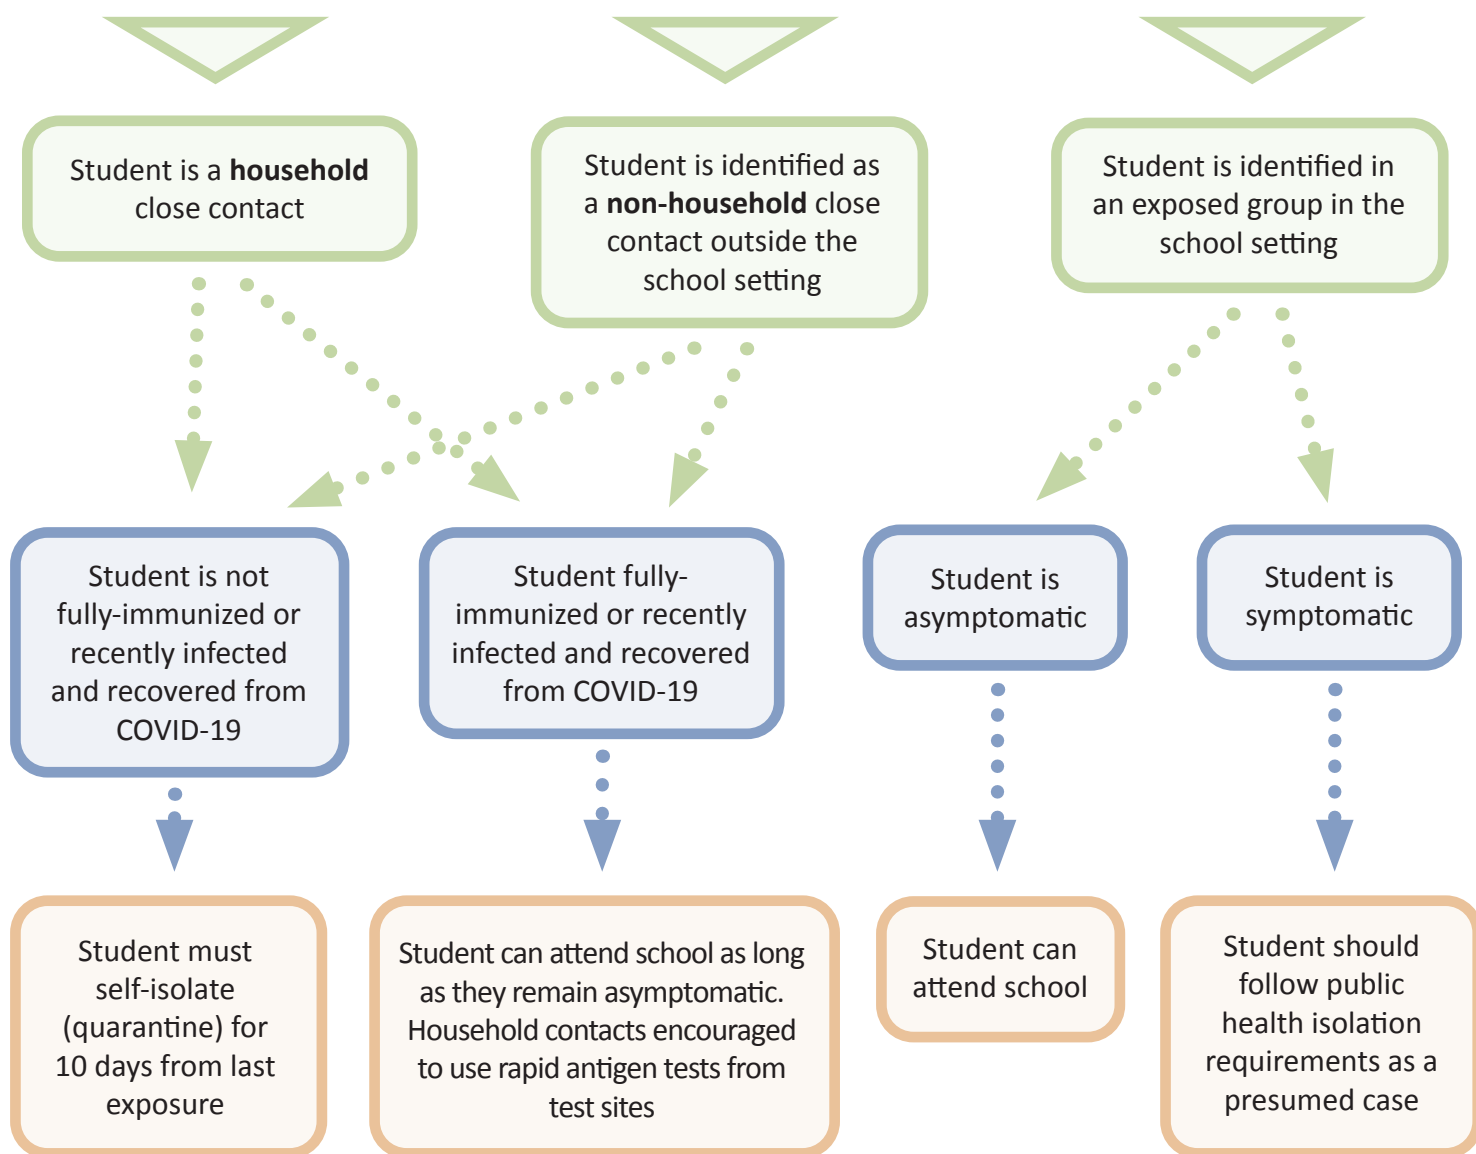 Student is a household
close contact
Student is identified as
a non-household close
contact outside the
school setting
Student is identified in
an exposed group in the
school setting
Student is not
fully-immunized or
recently infected
and recovered from
COVID-19
Student fully-
immunized or recently
infected and recovered
from COVID-19
Student is
asymptomatic
Student is
symptomatic
Student must
self-isolate
(quarantine) for
10 days from last
exposure
Student can attend school as long
as they remain asymptomatic.
Household contacts encouraged
to use rapid antigen tests from
test sites
Student can
attend school
Student should
follow public
health isolation
requirements as a
presumed case